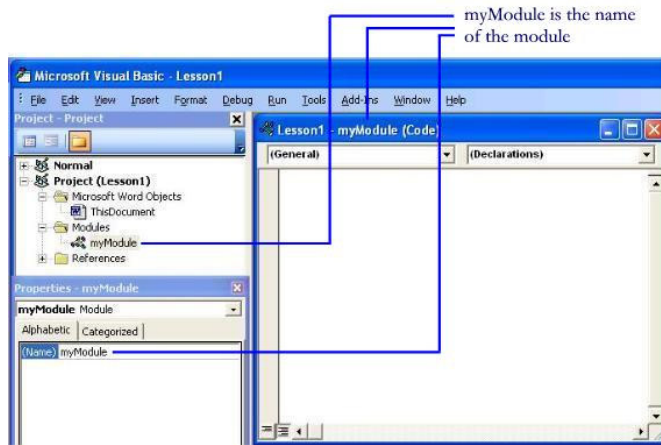 myModule is the name
of the module
Microsoft Visual Basic - Lesson1
File Edit View Insert Format Debug Run Tools Add-Ins Window Help
Project - Project
Normal
Project (Lesson1)
Microsoft Word Objects
ThisDocument
Modules
myModule
References
Properties - myModule
myModule Module
Alphabetic Categorized
(Name) myModule
Lesson1 - myModule (Code)
(General) (Declarations)